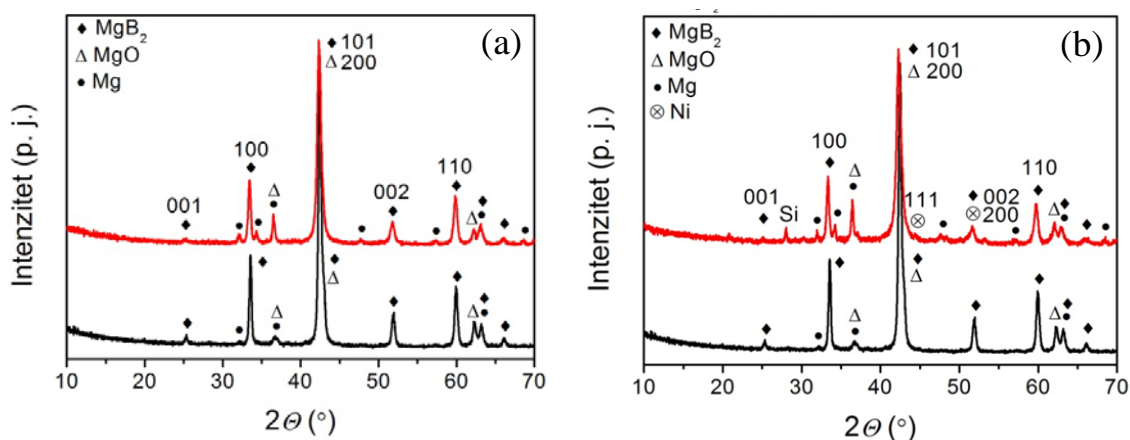 (a)
♦ MgB₂
Δ MgO
● Mg
♦ 101
Δ 200
100
110
002
001
Intenzitet (p. j.)
10 20 30 40 50 60 70
2Θ (°)
(b)
♦ MgB₂
Δ MgO
● Mg
⊗ Ni
♦ 101
Δ 200
100
110
111
002
200
001
Si
Intenzitet (p. j.)
10 20 30 40 50 60 70
2Θ (°)